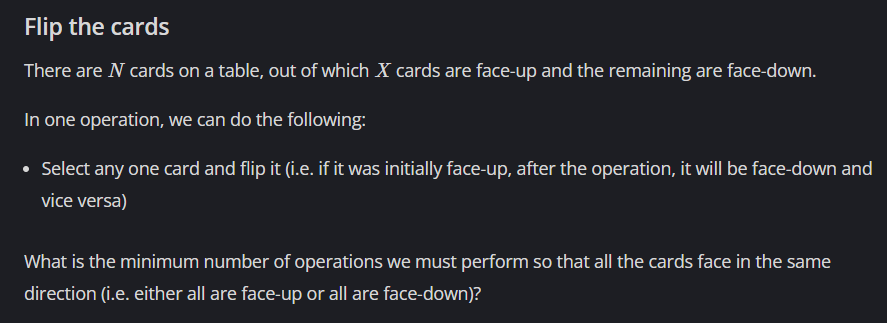 Flip the cards
There are N cards on a table, out of which X cards are face-up and the remaining are face-down.
In one operation, we can do the following:
• Select any one card and flip it (i.e. if it was initially face-up, after the operation, it will be face-down and
vice versa)
What is the minimum number of operations we must perform so that all the cards face in the same
direction (i.e. either all are face-up or all are face-down)?